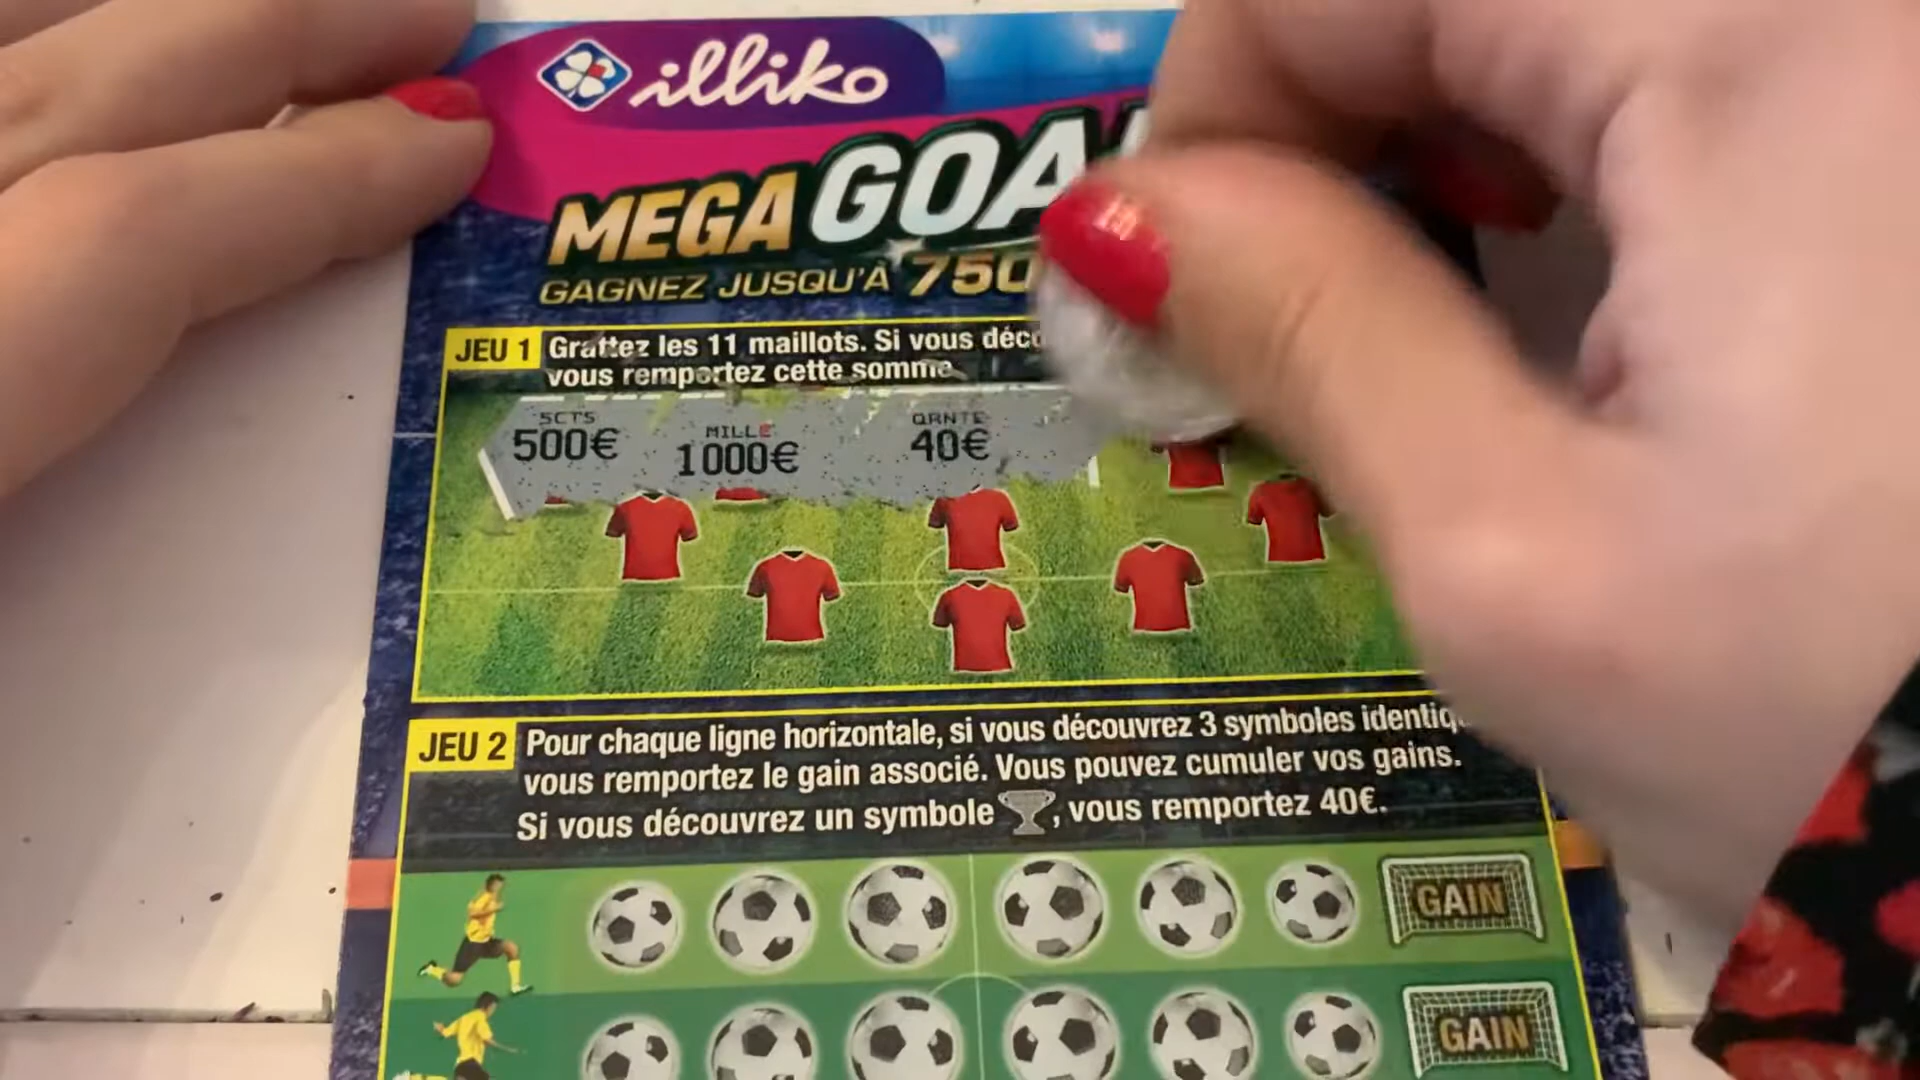 illiko
MEGA GOA
GAGNEZ JUSQU'À 750
JEU 1 Grattez les 11 maillots. Si vous déco
vous remportez cette somme
5CTS
500€
MILLE
1000€
QRNTE
40€
JEU 2 Pour chaque ligne horizontale, si vous découvrez 3 symboles identiq
vous remportez le gain associé. Vous pouvez cumuler vos gains.
Si vous découvrez un symbole , vous remportez 40€.
GAIN
GAIN